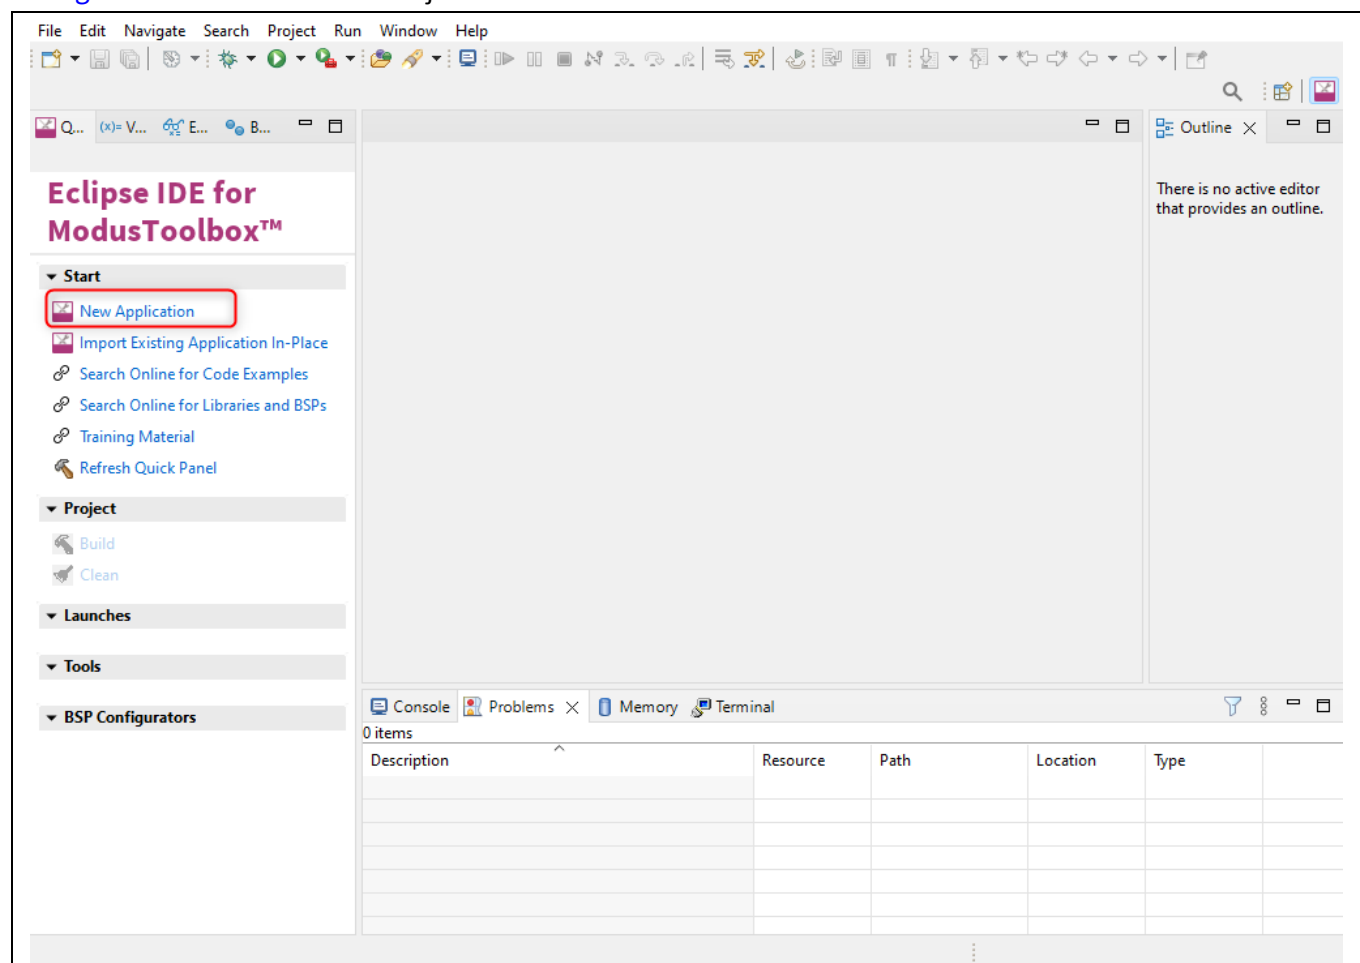 File Edit Navigate Search Project Run Window Help
Q... (x)= V... E... B...
Outline
Eclipse IDE for
ModusToolbox™
There is no active editor
that provides an outline.
Start
New Application
Import Existing Application In-Place
Search Online for Code Examples
Search Online for Libraries and BSPs
Training Material
Refresh Quick Panel
Project
Build
Clean
Launches
Tools
BSP Configurators
Console Problems Memory Terminal
0 items
Description Resource Path Location Type